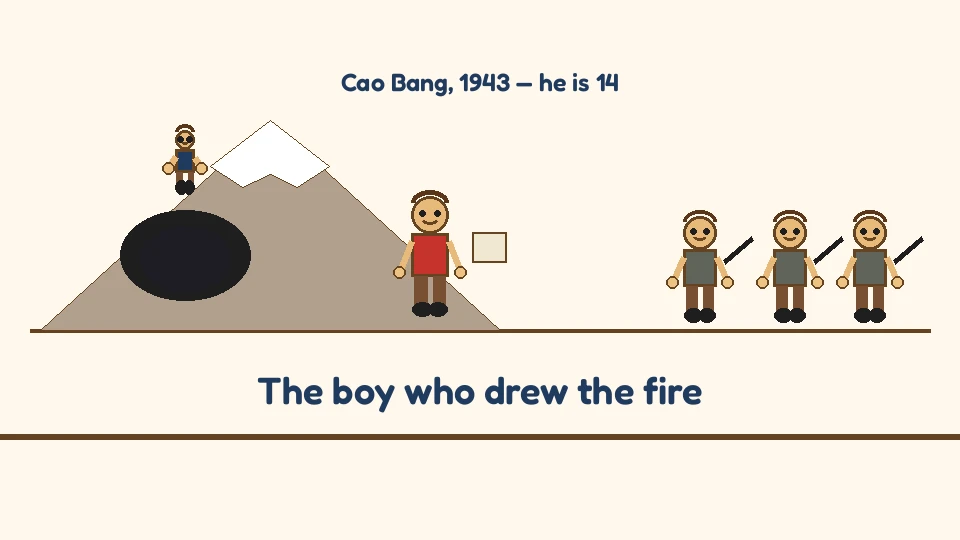 Cao Bang, 1943 – he is 14
The boy who drew the fire